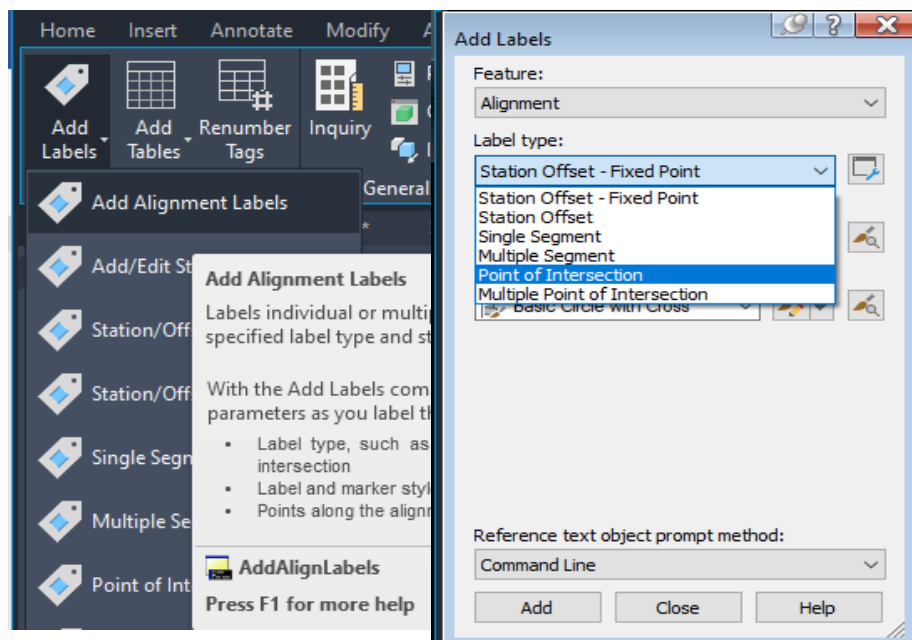 Home Insert Annotate Modify
Add Labels
Add Tables
Renumber Tags
Inquiry
General
Add Alignment Labels
Add/Edit St
Station/Off
Station/Off
Single Segn
Multiple Se
Point of Int
Add Alignment Labels
Labels individual or multi
specified label type and st
With the Add Labels com
parameters as you label th
• Label type, such as
intersection
• Label and marker styl
• Points along the alignm
AddAlignLabels
Press F1 for more help
Add Labels
Feature:
Alignment
Label type:
Station Offset - Fixed Point
Station Offset - Fixed Point
Station Offset
Single Segment
Multiple Segment
Point of Intersection
Multiple Point of Intersection
Basic Circle with Cross
Reference text object prompt method:
Command Line
Add Close Help